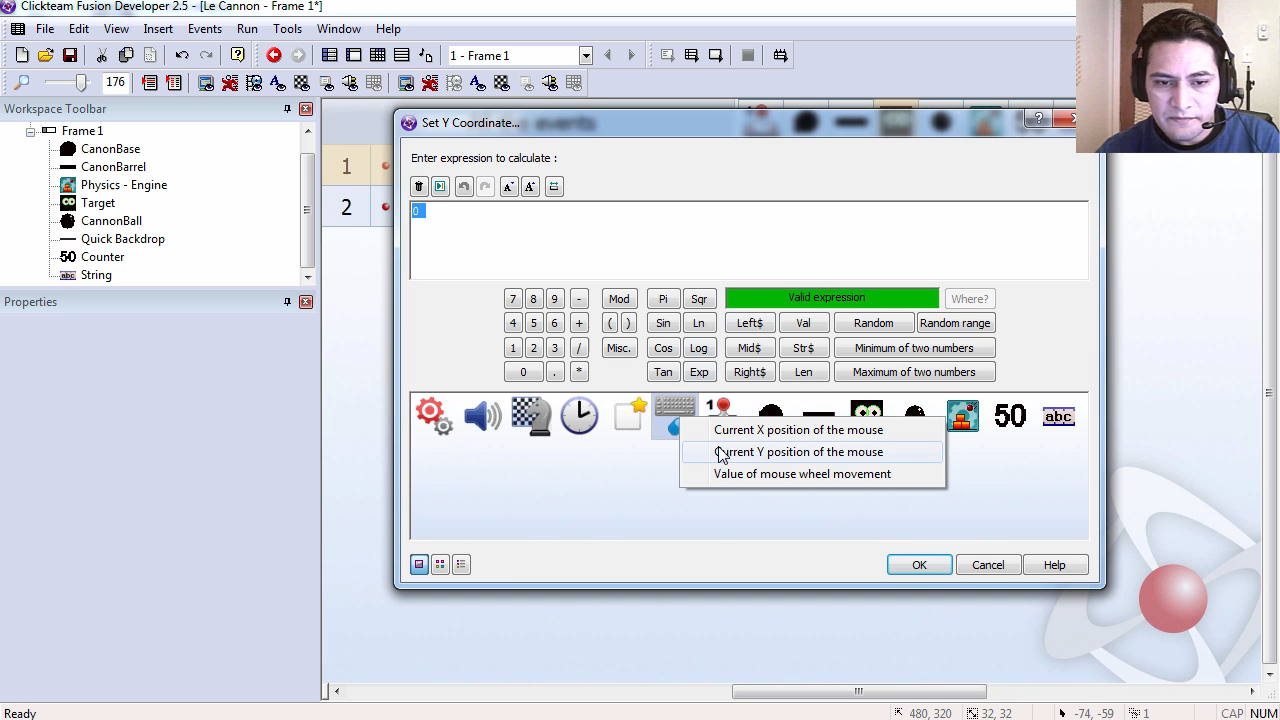 Clickteam Fusion Developer 2.5 - [Le Cannon - Frame 1*]
File Edit View Insert Events Run Tools Window Help
1 - Frame 1
176
Workspace Toolbar
Frame 1
CanonBase
CanonBarrel
Physics - Engine
Target
CannonBall
Quick Backdrop
Counter
String
Properties
1
2
Set Y Coordinate...
Enter expression to calculate :
0
7 8 9 - Mod Pi Sqr Valid expression Where?
4 5 6 + ( ) Sin Ln Left$ Val Random Random range
1 2 3 / Misc. Cos Log Mid$ Str$ Minimum of two numbers
0 . * Tan Exp Right$ Len Maximum of two numbers
1
50
abc
Current X position of the mouse
Current Y position of the mouse
Value of mouse wheel movement
OK Cancel Help
Ready
480, 320 32, 32 -74, -59 1 CAP NUM